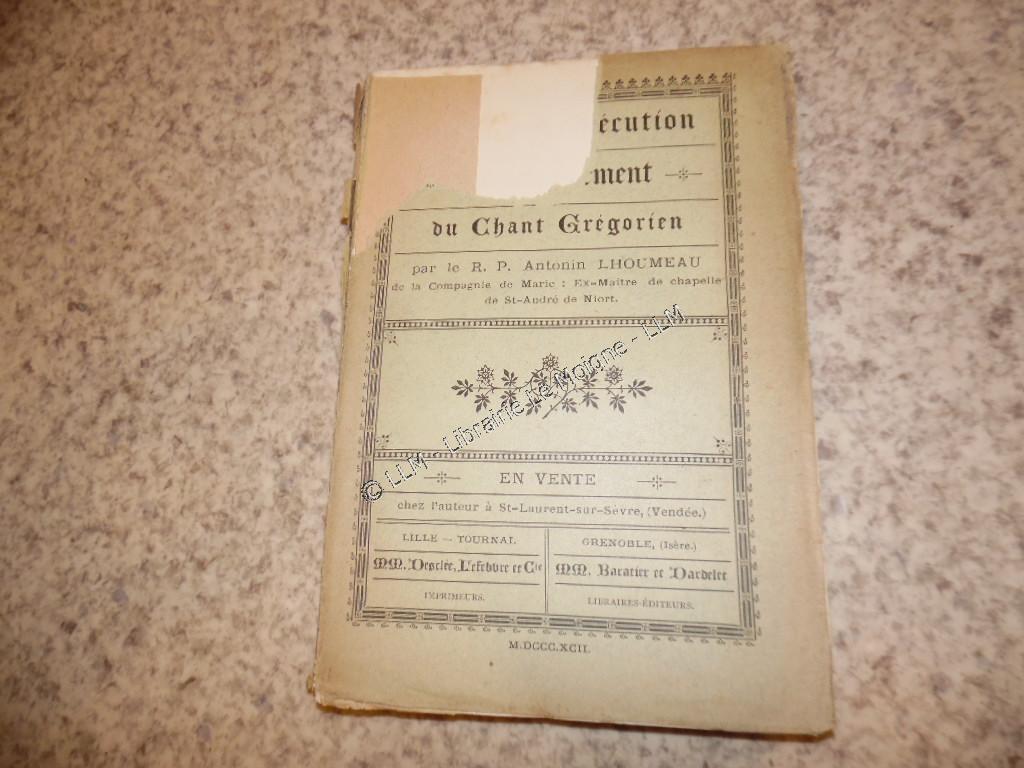 écution
ment
du Chant Grégorien
par le R. P. Antonin LHOUMEAU
de la Compagnie de Marie : Ex-Maître de chapelle
de St-André de Niort.
© LLM - Librairie Le Mojgne - LLM
EN VENTE
chez l'auteur à St-Laurent-sur-Sèvre, (Vendée.)
LILLE — TOURNAI.
MM. Desclée, Lefebvre et Cie
IMPRIMEURS.
GRENOBLE, (Isère.)
MM. Baratier et Dardelet
LIBRAIRES-ÉDITEURS.
M.DCCC.XCII.